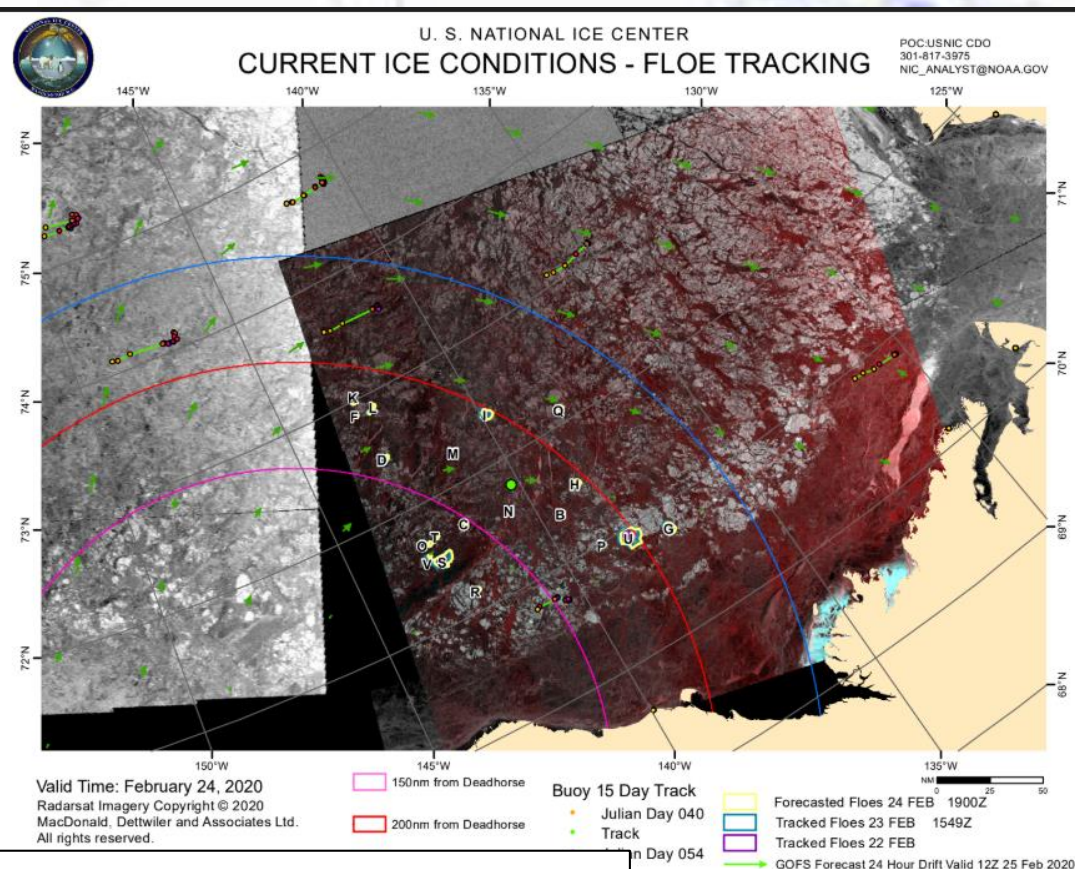 U. S. NATIONAL ICE CENTER
CURRENT ICE CONDITIONS - FLOE TRACKING
POC:USNIC CDO
301-817-3975
NIC_ANALYST@NOAA.GOV
145°W 140°W 135°W 130°W 125°W
76°N
75°N
74°N
73°N
72°N
71°N
70°N
69°N
68°N
K
L
F
Q
D
M
H
N
B
C
T
O
V S
P
U
G
R
150°W 145°W 140°W 135°W
Valid Time: February 24, 2020
Radarsat Imagery Copyright © 2020
MacDonald, Dettwiler and Associates Ltd.
All rights reserved.
150nm from Deadhorse
200nm from Deadhorse
Buoy 15 Day Track
Julian Day 040
Track
Day 054
NM
0 25 50
Forecasted Floes 24 FEB 1900Z
Tracked Floes 23 FEB 1549Z
Tracked Floes 22 FEB
GOFS Forecast 24 Hour Drift Valid 12Z 25 Feb 2020